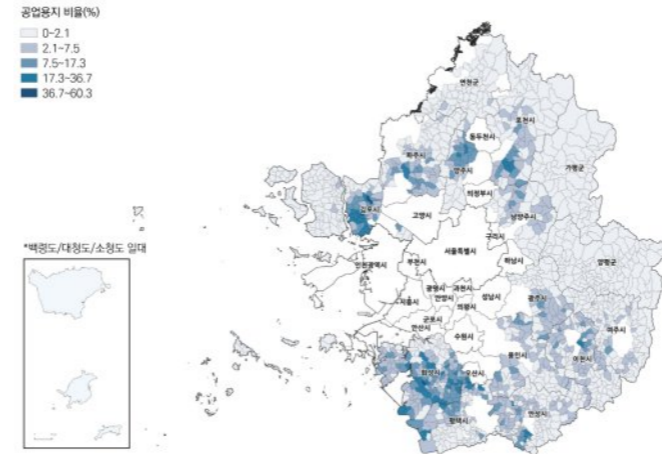 공업용지 비율(%)
0-2.1
2.1-7.5
7.5-17.3
17.3-36.7
36.7-60.3
연천군
포천시
동두천시
파주시
양주시
가평군
의정부시
김포시
고양시
남양주시
구리시
*백령도/대청도/소청도 일대
서울특별시
양평군
인천광역시
부천시
하남시
광명시
과천시
성남시
시흥시
안양시
의왕시
광주시
군포시
안산시
수원시
여주시
용인시
이천시
화성시
오산시
평택시
안성시